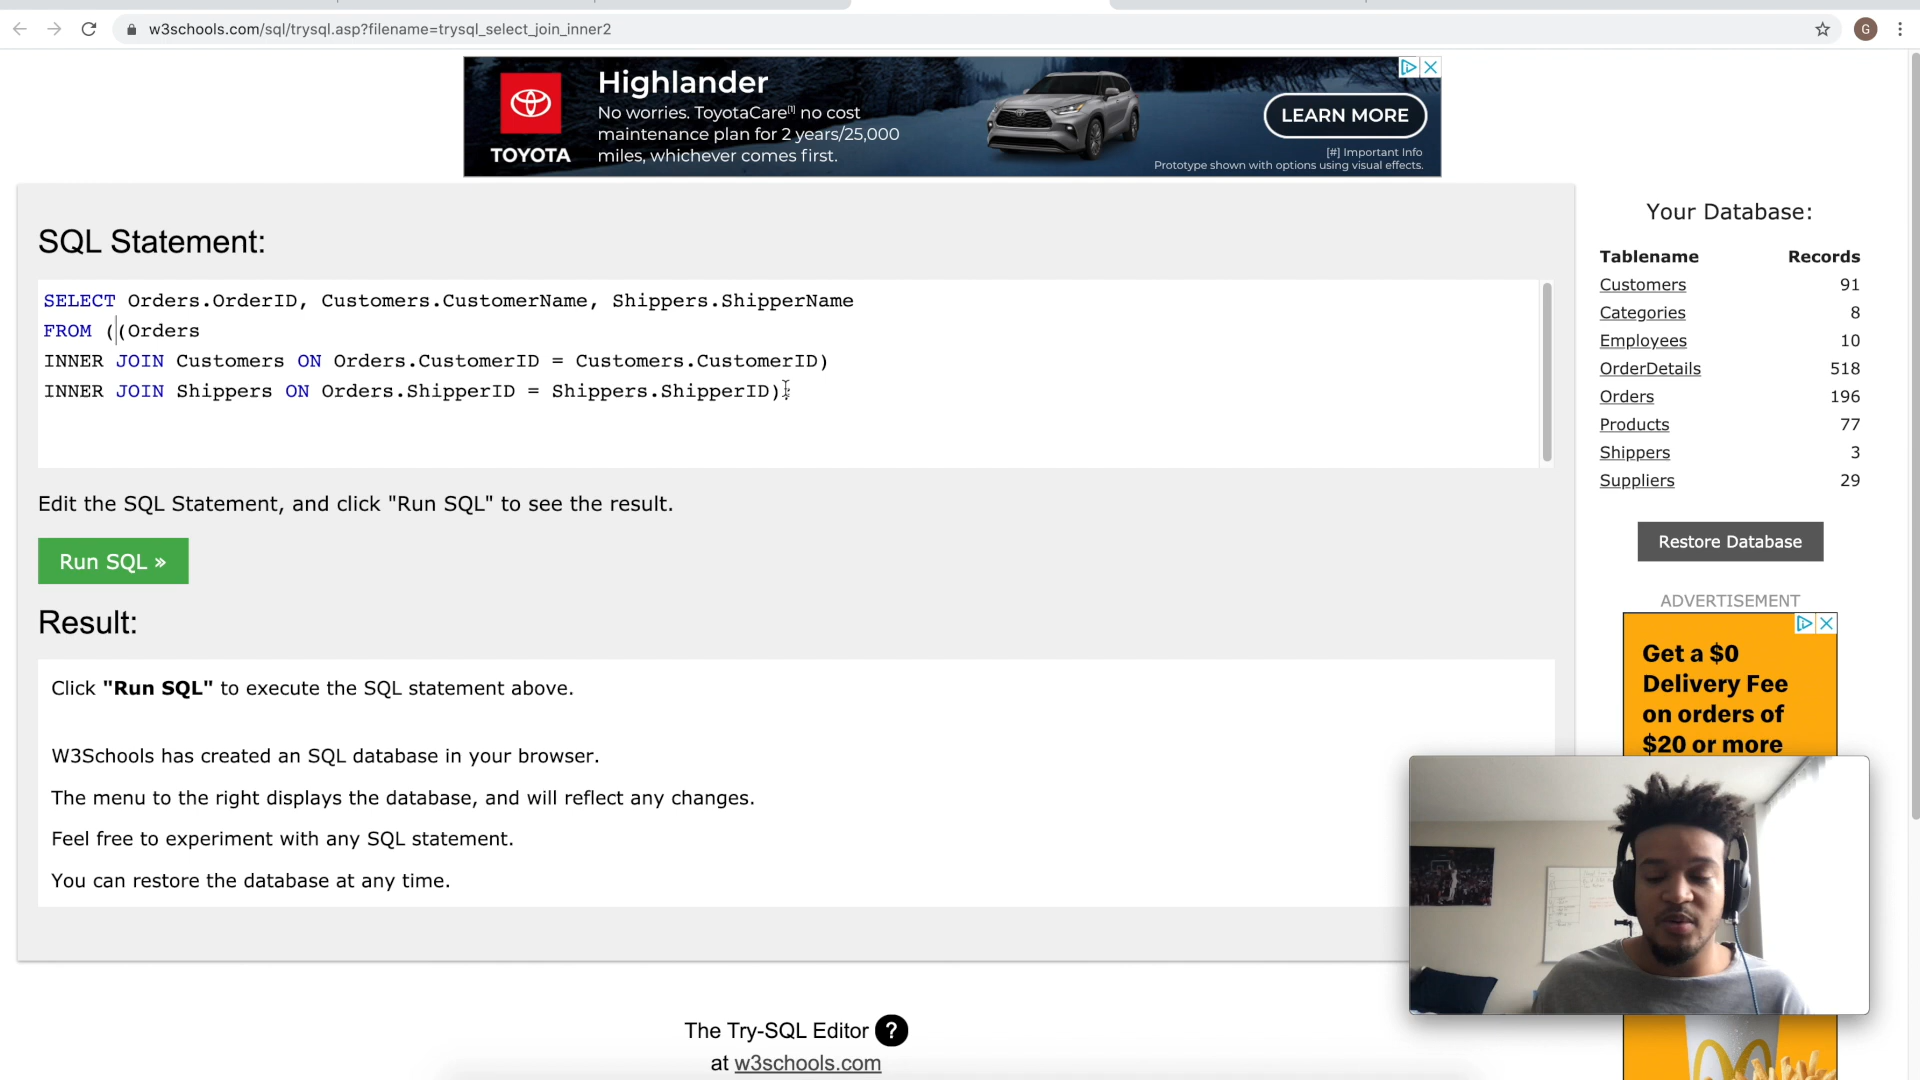 w3schools.com/sql/trysql.asp?filename=trysql_select_join_inner2
G
Highlander
No worries. ToyotaCare[1] no cost
maintenance plan for 2 years/25,000
miles, whichever comes first.
TOYOTA
LEARN MORE
[#] Important Info
Prototype shown with options using visual effects.
SQL Statement:
SELECT Orders.OrderID, Customers.CustomerName, Shippers.ShipperName
FROM ((Orders
INNER JOIN Customers ON Orders.CustomerID = Customers.CustomerID)
INNER JOIN Shippers ON Orders.ShipperID = Shippers.ShipperID);
Edit the SQL Statement, and click "Run SQL" to see the result.
Run SQL »
Result:
Click "Run SQL" to execute the SQL statement above.
W3Schools has created an SQL database in your browser.
The menu to the right displays the database, and will reflect any changes.
Feel free to experiment with any SQL statement.
You can restore the database at any time.
The Try-SQL Editor ?
at w3schools.com
Your Database:
Tablename Records
Customers 91
Categories 8
Employees 10
OrderDetails 518
Orders 196
Products 77
Shippers 3
Suppliers 29
Restore Database
ADVERTISEMENT
Get a $0
Delivery Fee
on orders of
$20 or more